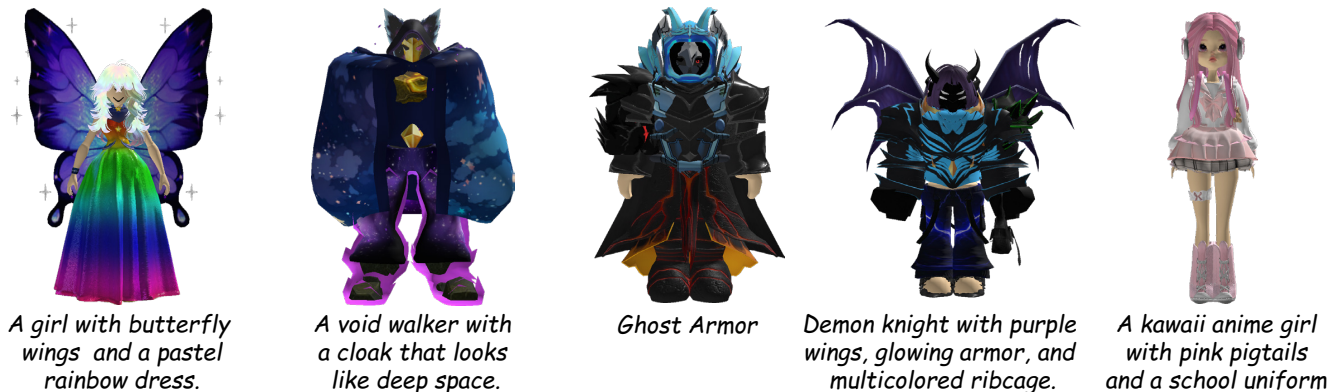 A girl with butterfly
wings and a pastel
rainbow dress.
A void walker with
a cloak that looks
like deep space.
Ghost Armor
Demon knight with purple
wings, glowing armor, and
multicolored ribcage.
A kawaii anime girl
with pink pigtails
and a school uniform